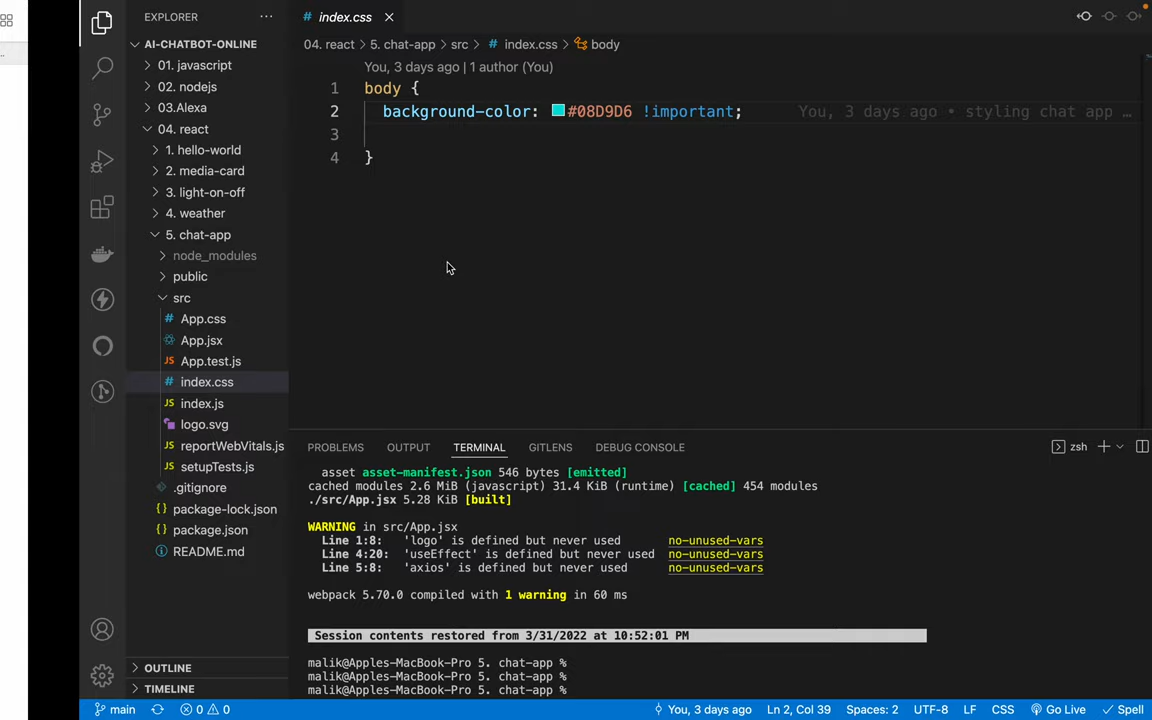 EXPLORER
index.css
AI-CHATBOT-ONLINE
01. javascript
02. nodejs
03.Alexa
04. react
1. hello-world
2. media-card
3. light-on-off
4. weather
5. chat-app
node_modules
public
src
App.css
App.jsx
App.test.js
index.css
index.js
logo.svg
reportWebVitals.js
setupTests.js
.gitignore
package-lock.json
package.json
README.md
OUTLINE
TIMELINE
04. react > 5. chat-app > src > # index.css > body
You, 3 days ago | 1 author (You)
1 body {
2 background-color: #08D9D6 !important; You, 3 days ago • styling chat app …
3
4 }
PROBLEMS OUTPUT TERMINAL GITLENS DEBUG CONSOLE
zsh
asset asset-manifest.json 546 bytes [emitted]
cached modules 2.6 MiB (javascript) 31.4 KiB (runtime) [cached] 454 modules
./src/App.jsx 5.28 KiB [built]
WARNING in src/App.jsx
Line 1:8: 'logo' is defined but never used no-unused-vars
Line 4:20: 'useEffect' is defined but never used no-unused-vars
Line 5:8: 'axios' is defined but never used no-unused-vars
webpack 5.70.0 compiled with 1 warning in 60 ms
Session contents restored from 3/31/2022 at 10:52:01 PM
malik@Apples-MacBook-Pro 5. chat-app %
malik@Apples-MacBook-Pro 5. chat-app %
malik@Apples-MacBook-Pro 5. chat-app %
main 0 0 You, 3 days ago Ln 2, Col 39 Spaces: 2 UTF-8 LF CSS Go Live Spell